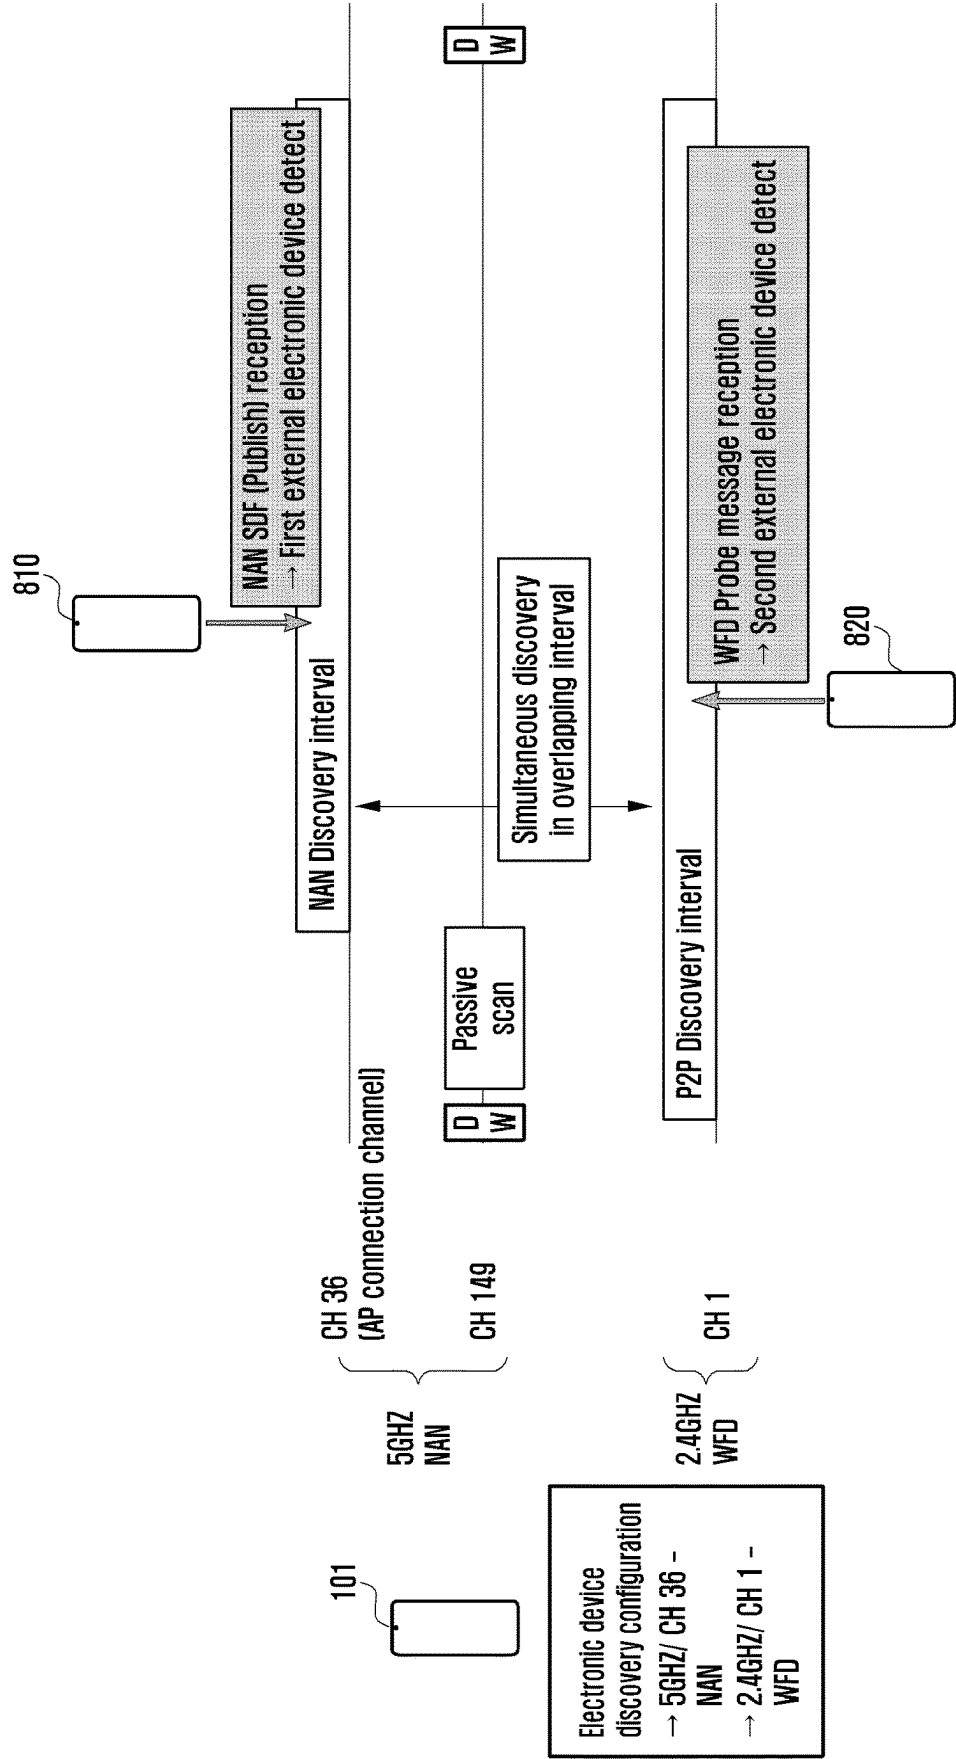 101
Electronic device
discovery configuration
→ 5GHZ/ CH 36 –
NAN
→ 2.4GHZ/ CH 1 –
WFD
5GHZ
NAN
2.4GHZ
WFD
CH 36
(AP connection channel)
CH 149
CH 1
810
NAN Discovery interval
NAN SDF (Publish) reception
→ First external electronic device detect
D
W
Passive
scan
Simultaneous discovery
in overlapping interval
D
W
P2P Discovery interval
WFD Probe message reception
→ Second external electronic device detect
820